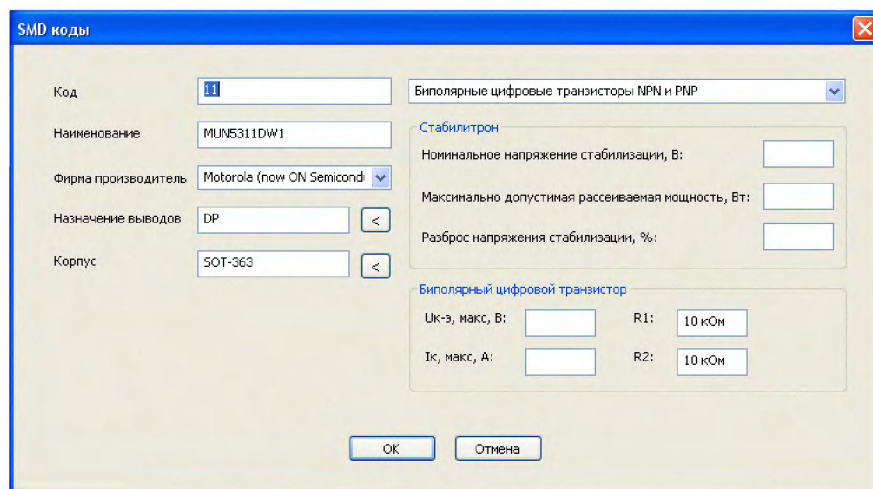 SMD коды
Код
11
Биполярные цифровые транзисторы NPN и PNP
Наименование
MUN5311DW1
Фирма производитель
Motorola (now ON Semicond
Назначение выводов
DP
<
Корпус
SOT-363
<
Стабилитрон
Номинальное напряжение стабилизации, В:
Максимально допустимая рассеиваемая мощность, Вт:
Разброс напряжения стабилизации, %:
Биполярный цифровой транзистор
Uк-э, макс, В:
R1:
10 кОм
Iк, макс, А:
R2:
10 кОм
ОК
Отмена